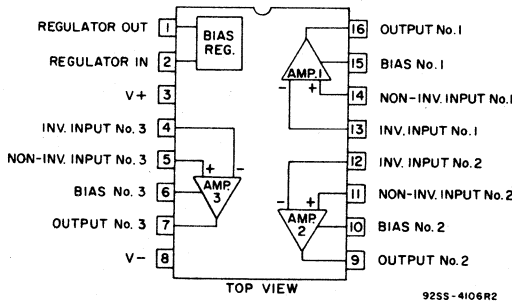 REGULATOR OUT 1
REGULATOR IN 2
V+ 3
INV. INPUT No. 3 4
NON-INV. INPUT No. 3 5
BIAS No. 3 6
OUTPUT No. 3 7
V- 8
BIAS
REG.
- +
AMP.1
+ -
AMP.
3
- +
AMP.
2
16 OUTPUT No.1
15 BIAS No.1
14 NON-INV. INPUT No.1
13 INV. INPUT No.1
12 INV. INPUT No.2
11 NON-INV. INPUT No.2
10 BIAS No.2
9 OUTPUT No.2
TOP VIEW
92SS-4106R2